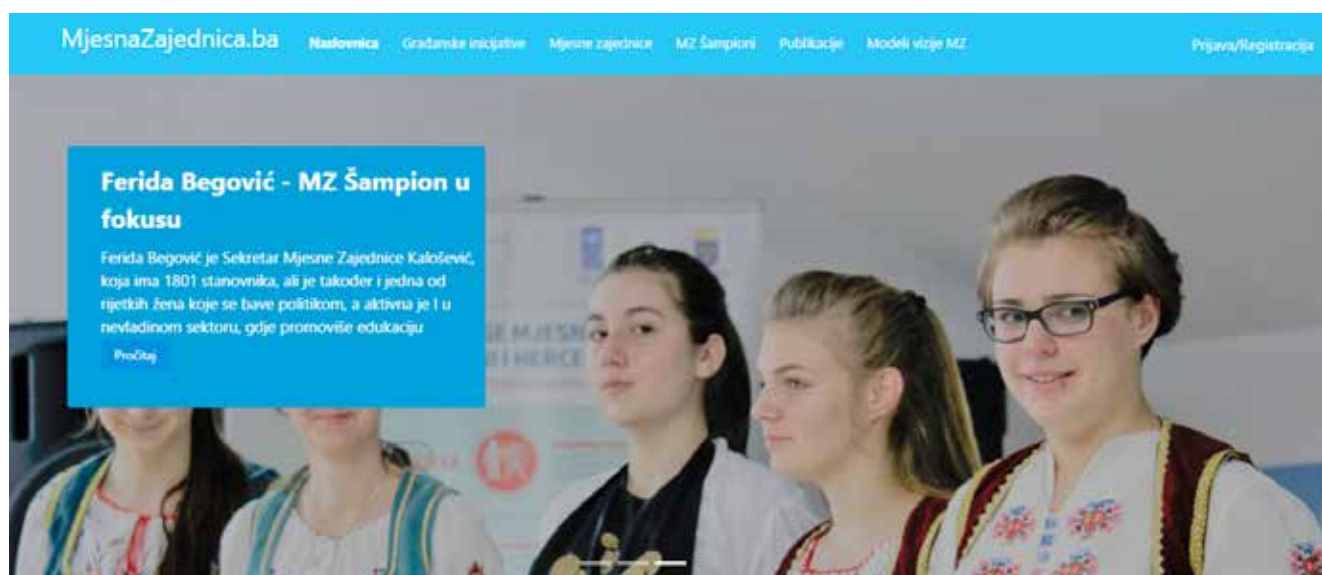 MjesnaZajednica.ba
Naslovnica Građanske inicijative Mjesne zajednice MZ Šampioni Publikacije Modeli vizije MZ Prijava/Registracija
Ferida Begović - MZ Šampion u
fokusu
Ferida Begović je Sekretar Mjesne Zajednice Kalošević,
koja ima 1801 stanovnika, ali je također i jedna od
rijetkih žena koje se bave politikom, a aktivna je I u
nevladinom sektoru, gdje promoviše edukaciju
Pročitaj
MJESN
I HERCE